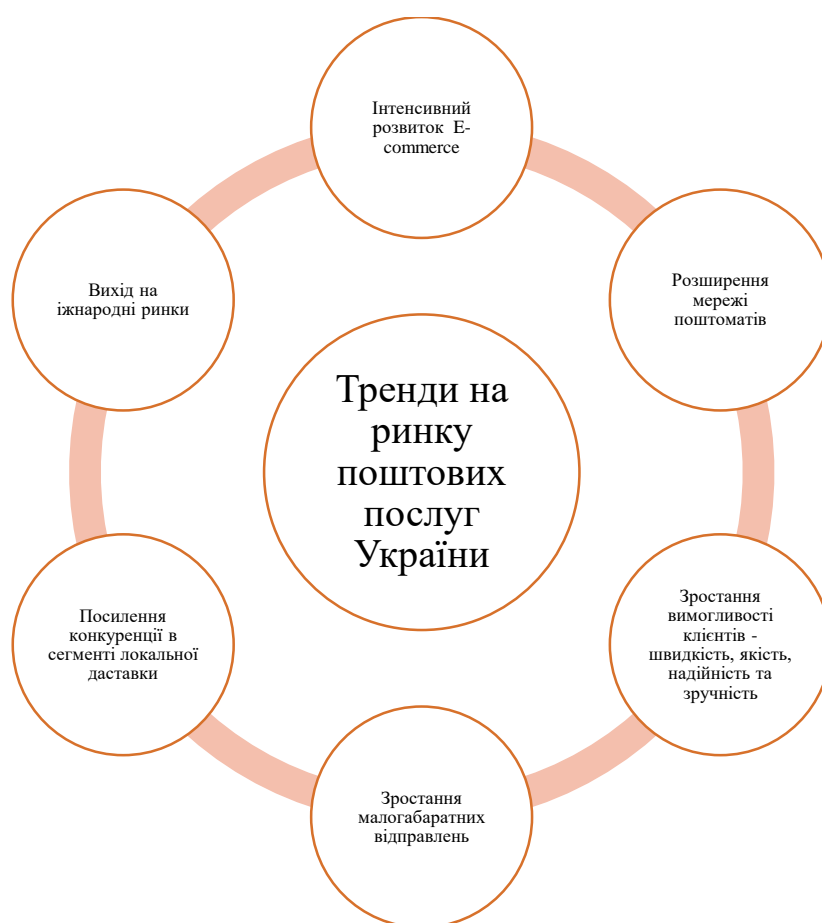 Інтенсивний
розвиток E-
commerce
Вихід на
іжнародні ринки
Розширення
мережі
поштоматів
Тренди на
ринку
поштових
послуг
України
Посилення
конкуренції в
сегменті локальної
даставки
Зростання
вимогливості
клієнтів -
швидкість, якість,
надійність та
зручність
Зростання
малогабаратних
відправлень